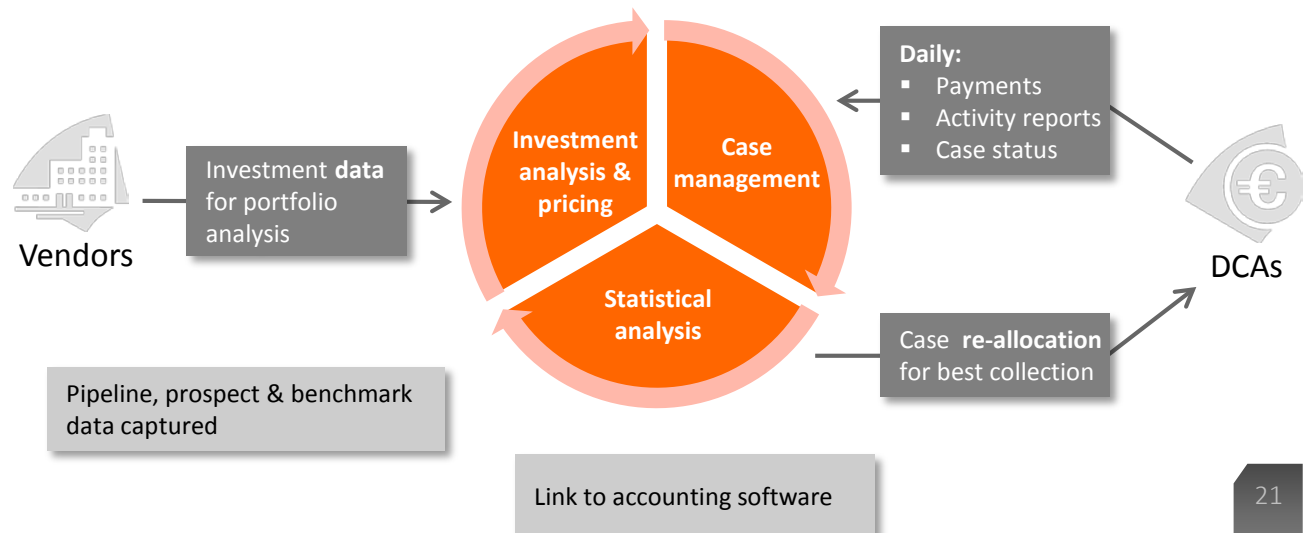 Vendors
Investment data
for portfolio
analysis
Investment
analysis &
pricing
Case
management
Statistical
analysis
Daily:
▪ Payments
▪ Activity reports
▪ Case status
€
DCAs
Case re-allocation
for best collection
Pipeline, prospect & benchmark
data captured
Link to accounting software
21